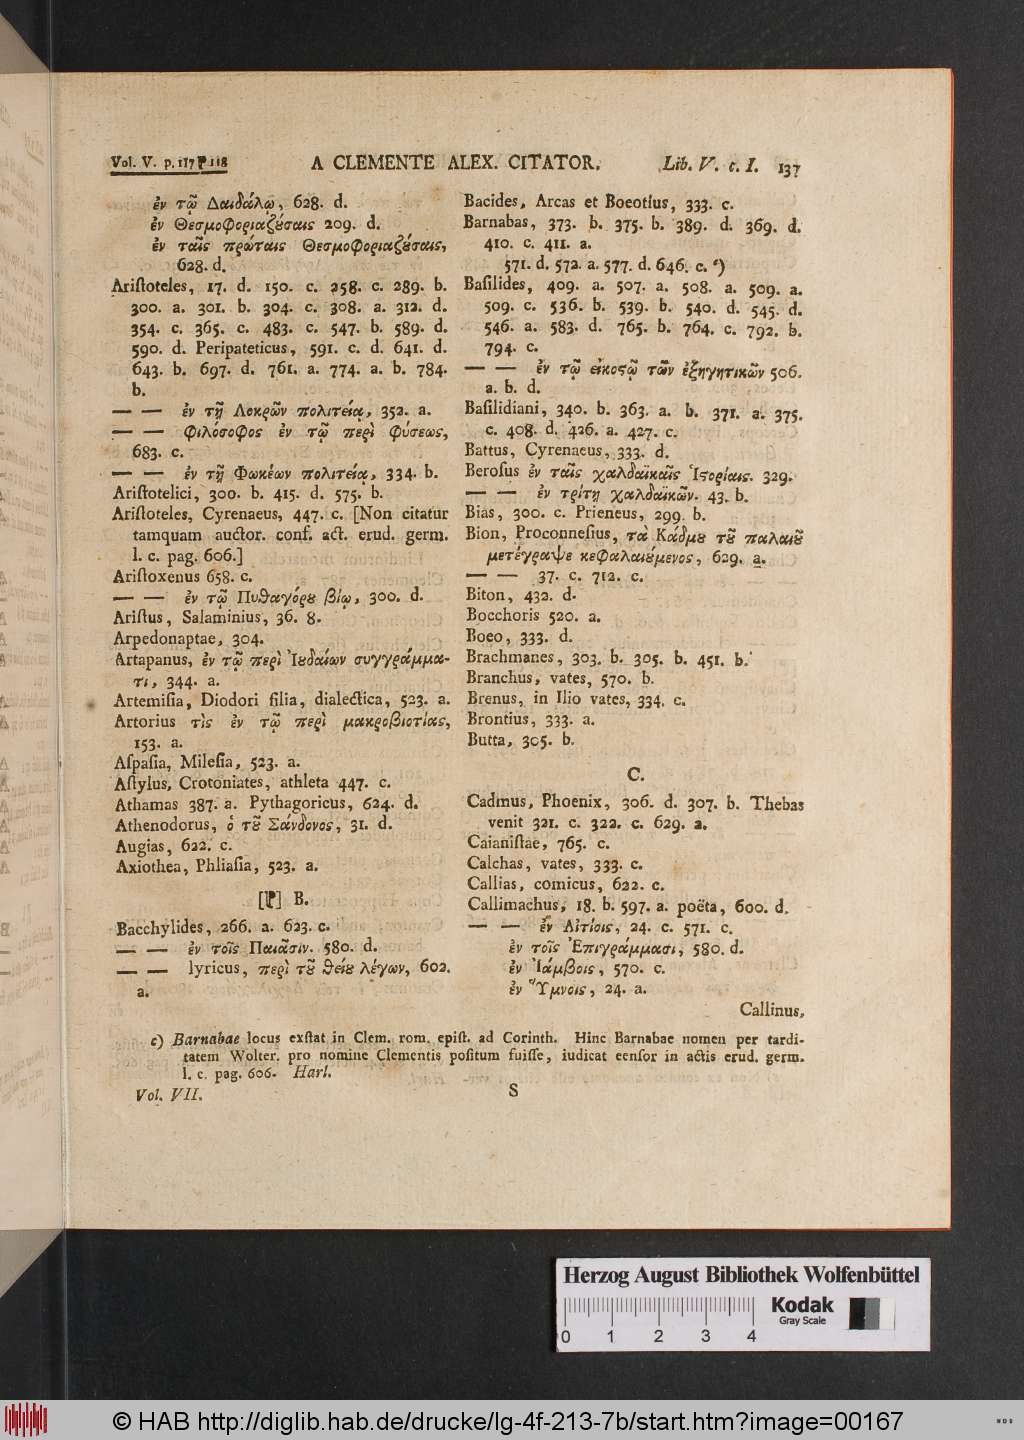 Vol. V. p. 117 ⁋ 118 A CLEMENTE ALEX. CITATOR. Lib. V. c. I. 137
ἐν τῷ Δαιδάλῳ, 628. d.
ἐν Θεσμοφοριαζȣ́σαις 209. d.
ἐν ταῖς πρώταις Θεσμοφοριαζȣ́σαις,
628. d.
Ariſtoteles, 17. d. 150. c. 258. c. 289. b.
300. a. 301. b. 304. c. 308. a. 312. d.
354. c. 365. c. 483. c. 547. b. 589. d.
590. d. Peripateticus, 591. c. d. 641. d.
643. b. 697. d. 761. a. 774. a. b. 784.
b.
— — ἐν τῇ Λοκρῶν πολιτείᾳ, 352. a.
— — φιλόσοφος ἐν τῷ περὶ φύσεως,
683. c.
— — ἐν τῇ Φωκέων πολιτείᾳ, 334. b.
Ariſtotelici, 300. b. 415. d. 575. b.
Ariſtoteles, Cyrenaeus, 447. c. [Non citatur
tamquam auctor. conf. act. erud. germ.
l. c. pag. 606.]
Ariſtoxenus 658. c.
— — ἐν τῷ Πυθαγόρȣ βίῳ, 300. d.
Ariſtus, Salaminius, 36. 8.
Arpedonaptae, 304.
Artapanus, ἐν τῷ περὶ Ἰȣδαίων συγγράμμα-
τι, 344. a.
Artemiſia, Diodori filia, dialectica, 523. a.
Artorius τὶς ἐν τῷ περὶ μακροβιοτίας,
153. a.
Aſpaſia, Mileſia, 523. a.
Aſtylus, Crotoniates, athleta 447. c.
Athamas 387. a. Pythagoricus, 624. d.
Athenodorus, ὁ τȣ͂ Σάνδονος, 31. d.
Augias, 622. c.
Axiothea, Phliaſia, 523. a.
[⁋] B.
Bacchylides, 266. a. 623. c.
— — ἐν τοῖς Παιᾶσιν. 580. d.
— — lyricus, περὶ τȣ͂ θείȣ λέγων, 602.
a.
Bacides, Arcas et Boeotius, 333. c.
Barnabas, 373. b. 375. b. 389. d. 369. d.
410. c. 411. a.
571. d. 572. a. 577. d. 646. c. c)
Baſilides, 409. a. 507. a. 508. a. 509. a.
509. c. 536. b. 539. b. 540. d. 545. d.
546. a. 583. d. 765. b. 764. c. 792. b.
794. c.
— — ἐν τῷ εἰκοςῷ τῶν ἐξηγητικῶν 506.
a. b. d.
Baſilidiani, 340. b. 363. a. b. 371. a. 375.
c. 408. d. 426. a. 427. c.
Battus, Cyrenaeus, 333. d.
Beroſus ἐν ταῖς χαλδαϊκαῖς Ἱςορίαις. 329.
— — ἐν τρίτῃ χαλδαϊκῶν. 43. b.
Bias, 300. c. Prieneus, 299. b.
Bion, Proconneſius, τὰ Κάδμȣ τȣ͂ παλαιȣ͂
μετέγραψε κεφαλαιȣ́μενος, 629. a.
— — 37. c. 712. c.
Biton, 432. d.
Bocchoris 520. a.
Boeo, 333. d.
Brachmanes, 303. b. 305. b. 451. b.
Branchus, vates, 570. b.
Brenus, in Ilio vates, 334. c.
Brontius, 333. a.
Butta, 305. b.
C.
Cadmus, Phoenix, 306. d. 307. b. Thebas
venit 321. c. 322. c. 629. a.
Caianiſtae, 765. c.
Calchas, vates, 333. c.
Callias, comicus, 622. c.
Callimachus, 18. b. 597. a. poëta, 600. d.
— — ἐν Αἰτίοις, 24. c. 571. c.
ἐν τοῖς Ἐπιγράμμασι, 580. d.
ἐν Ἰάμβοις, 570. c.
ἐν Ὕμνοις, 24. a.
Callinus,
c) Barnabae locus exſtat in Clem. rom. epiſt. ad Corinth. Hinc Barnabae nomen per tardi-
tatem Wolter. pro nomine Clementis poſitum fuiſſe, iudicat cenſor in actis erud. germ.
l. c. pag. 606. Harl.
Vol. VII. S
Herzog August Bibliothek Wolfenbüttel
Kodak
Gray Scale
0 1 2 3 4
© HAB http://diglib.hab.de/drucke/lg-4f-213-7b/start.htm?image=00167